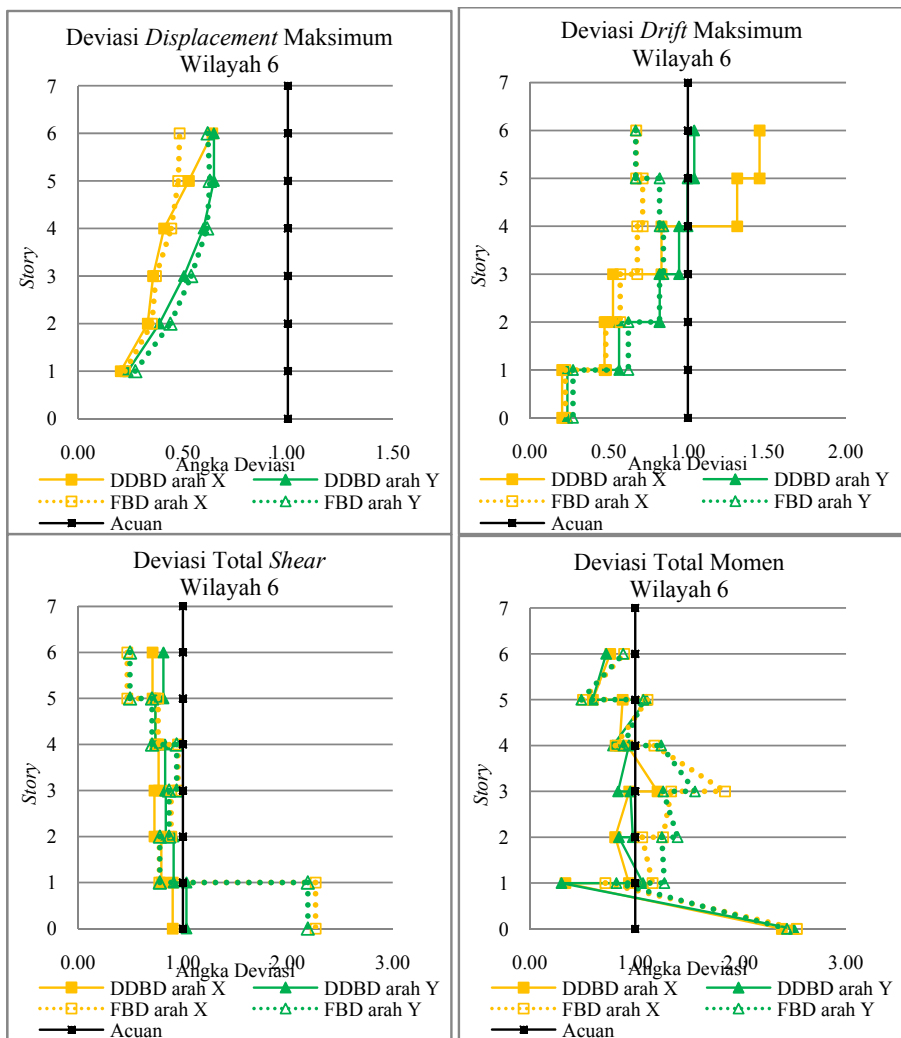 Deviasi Displacement Maksimum
Wilayah 6
7
6
5
4
3
2
1
0
Story
0.00
0.50
1.00
1.50
Angka Deviasi
DDBD arah X
DDBD arah Y
FBD arah X
FBD arah Y
Acuan
Deviasi Drift Maksimum
Wilayah 6
7
6
5
4
3
2
1
0
Story
0.00
0.50
1.00
1.50
2.00
Angka Deviasi
DDBD arah X
DDBD arah Y
FBD arah X
FBD arah Y
Acuan
Deviasi Total Shear
Wilayah 6
7
6
5
4
3
2
1
0
Story
0.00
1.00
2.00
3.00
Angka Deviasi
DDBD arah X
DDBD arah Y
FBD arah X
FBD arah Y
Acuan
Deviasi Total Momen
Wilayah 6
7
6
5
4
3
2
1
0
Story
0.00
1.00
2.00
3.00
Angka Deviasi
DDBD arah X
DDBD arah Y
FBD arah X
FBD arah Y
Acuan